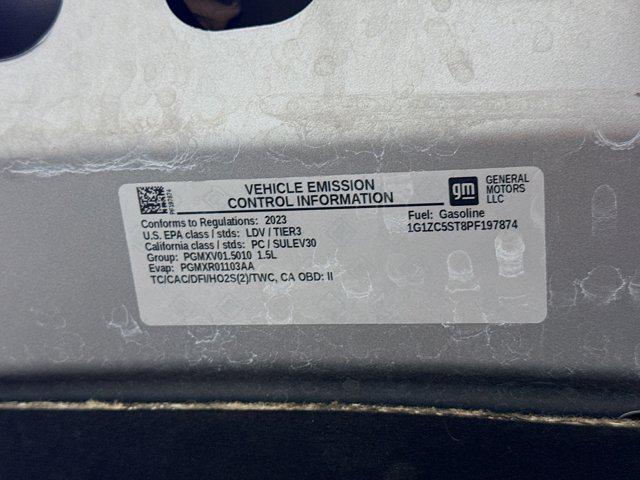 VEHICLE EMISSION
CONTROL INFORMATION
gm
GENERAL
MOTORS
LLC
PF197874
Conforms to Regulations: 2023
U.S. EPA class / stds: LDV / TIER3
California class / stds: PC / SULEV30
Group: PGMXV01.5010 1.5L
Evap: PGMXR01103AA
TC/CAC/DFI/HO2S(2)/TWC, CA OBD: II
Fuel: Gasoline
1G1ZC5ST8PF197874